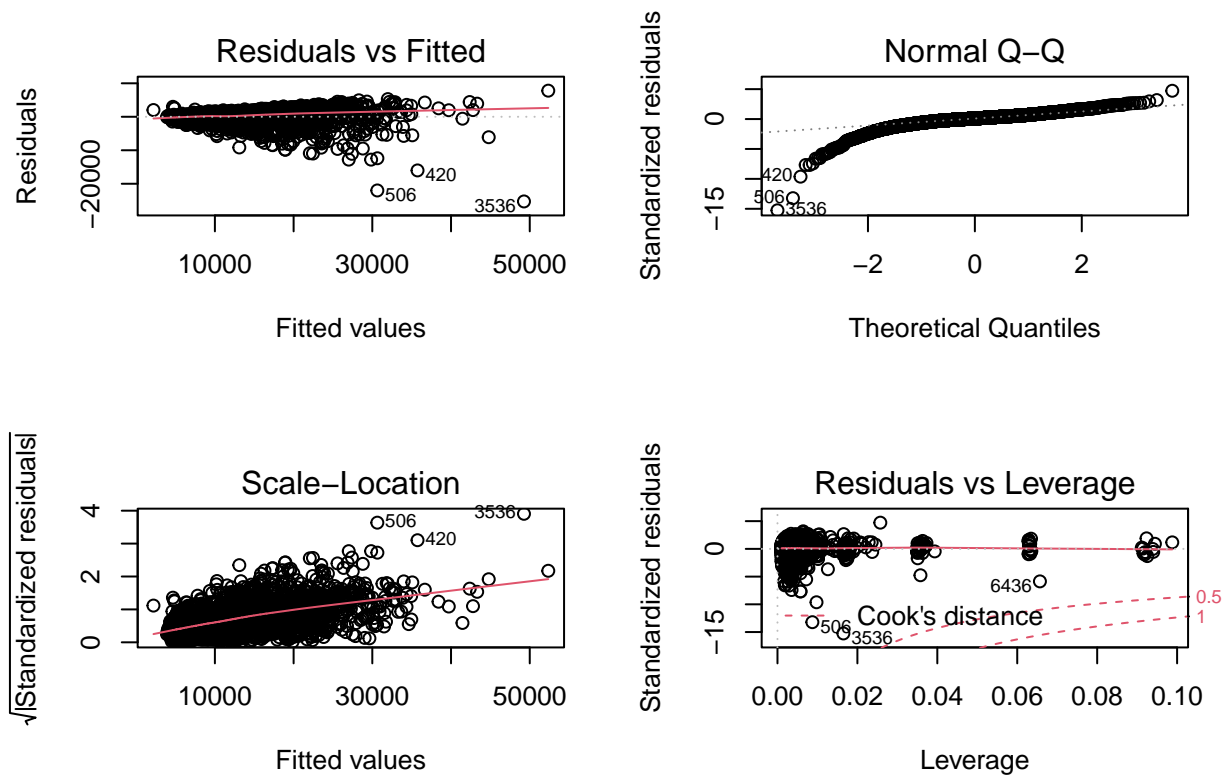 Residuals vs Fitted
Residuals
−20000
420
506
3536
10000 30000 50000
Fitted values
Normal Q−Q
Standardized residuals
0
−15
420
506
3536
−2 0 2
Theoretical Quantiles
Scale−Location
√|Standardized residuals|
4
2
0
3536
506
420
10000 30000 50000
Fitted values
Residuals vs Leverage
Standardized residuals
0
−15
6436
0.5
Cook's distance
1
506
3536
0.00 0.02 0.04 0.06 0.08 0.10
Leverage